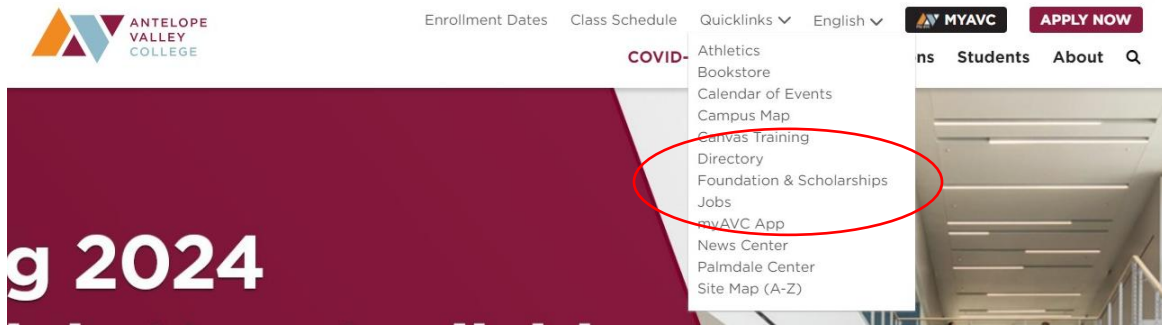 ANTELOPE
VALLEY
COLLEGE
Enrollment Dates Class Schedule Quicklinks English MYAVC APPLY NOW
COVID- ns Students About
Athletics
Bookstore
Calendar of Events
Campus Map
Canvas Training
Directory
Foundation & Scholarships
Jobs
myAVC App
News Center
Palmdale Center
Site Map (A-Z)
g 2024